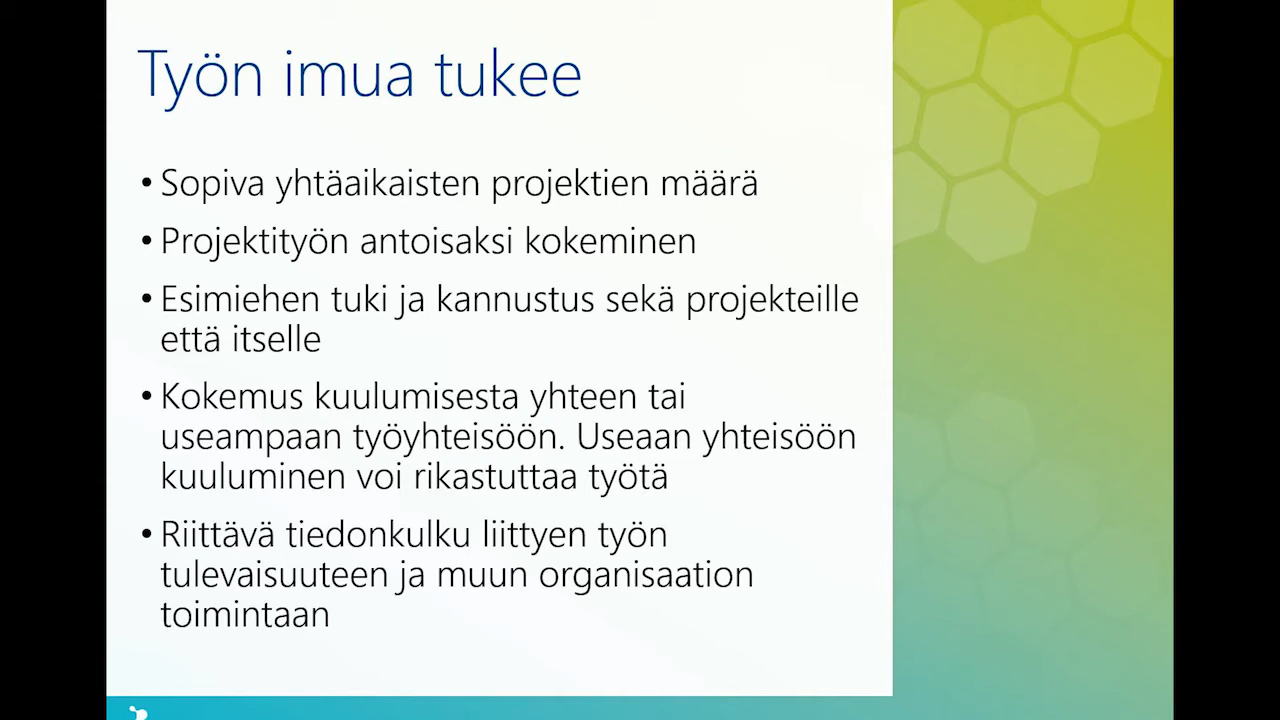 Työn imua tukee
• Sopiva yhtäaikaisten projektien määrä
• Projektityön antoisaksi kokeminen
• Esimiehen tuki ja kannustus sekä projekteille
että itselle
• Kokemus kuulumisesta yhteen tai
useampaan työyhteisöön. Useaan yhteisöön
kuuluminen voi rikastuttaa työtä
• Riittävä tiedonkulku liittyen työn
tulevaisuuteen ja muun organisaation
toimintaan